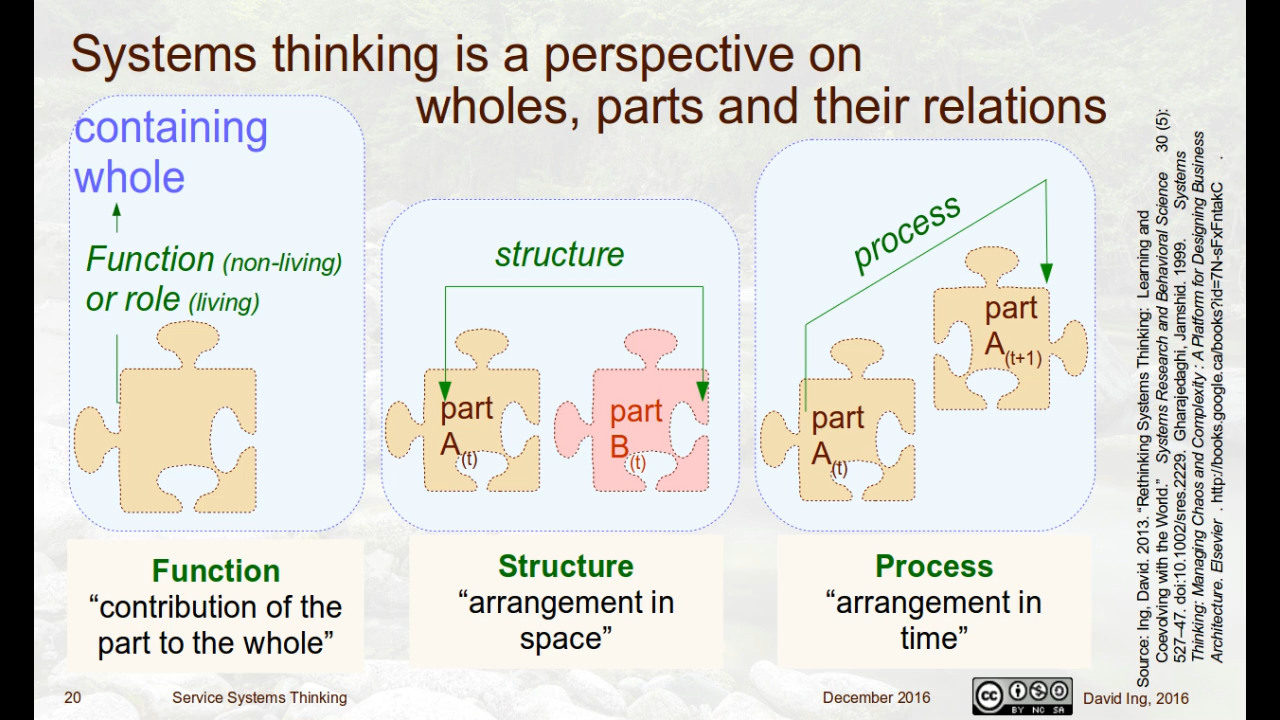 Systems thinking is a perspective on
wholes, parts and their relations
containing
whole
Function (non-living)
or role (living)
structure
part
A(t)
part
B(t)
process
part
A(t)
part
A(t+1)
Function
“contribution of the
part to the whole”
Structure
“arrangement in
space”
Process
“arrangement in
time”
Source: Ing, David. 2013. “Rethinking Systems Thinking: Learning and
Coevolving with the World.” Systems Research and Behavioral Science 30 (5):
527–47. doi:10.1002/sres.2229. Gharajedaghi, Jamshid. 1999. Systems
Thinking: Managing Chaos and Complexity : A Platform for Designing Business
Architecture. Elsevier . http://books.google.ca/books?id=7N-sFxFntakC .
20 Service Systems Thinking December 2016 cc BY NC SA David Ing, 2016